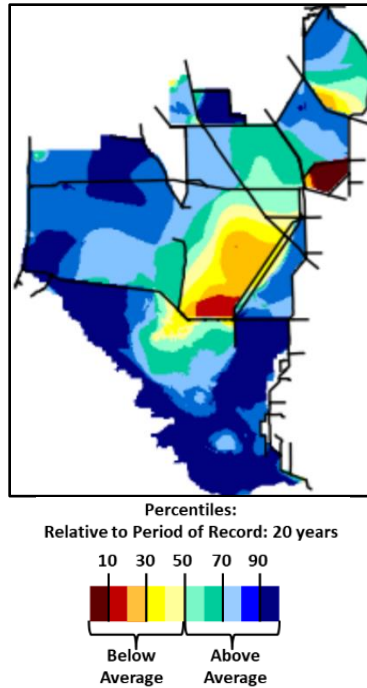 Percentiles:
Relative to Period of Record: 20 years
10 30 50 70 90
Below Above
Average Average